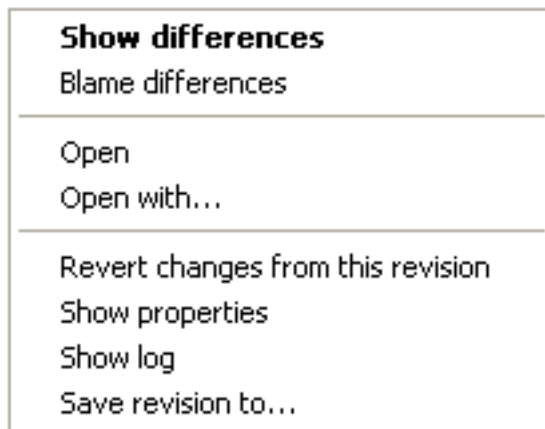 Show differences
Blame differences
Open
Open with...
Revert changes from this revision
Show properties
Show log
Save revision to...